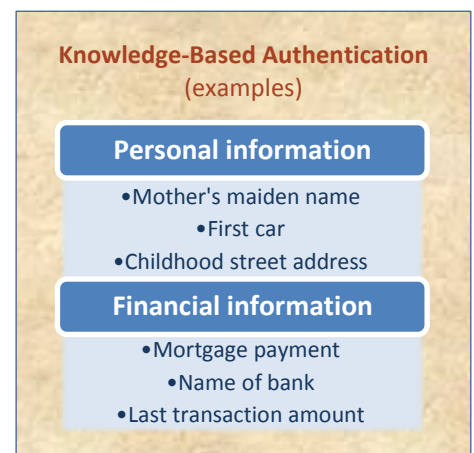 Knowledge-Based Authentication
(examples)
Personal information
•Mother's maiden name
•First car
•Childhood street address
Financial information
•Mortgage payment
•Name of bank
•Last transaction amount